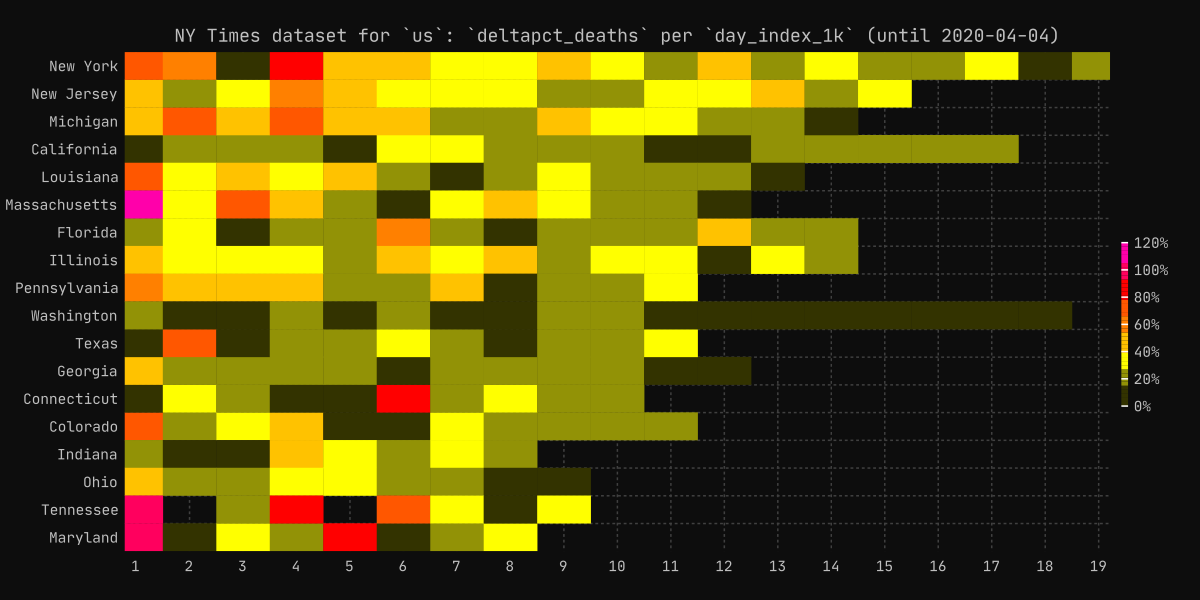 NY Times dataset for `us`: `deltapct_deaths` per `day_index_1k` (until 2020-04-04)
New York
New Jersey
Michigan
California
Louisiana
Massachusetts
Florida
Illinois
Pennsylvania
Washington
Texas
Georgia
Connecticut
Colorado
Indiana
Ohio
Tennessee
Maryland
1 2 3 4 5 6 7 8 9 10 11 12 13 14 15 16 17 18 19
120%
100%
80%
60%
40%
20%
0%